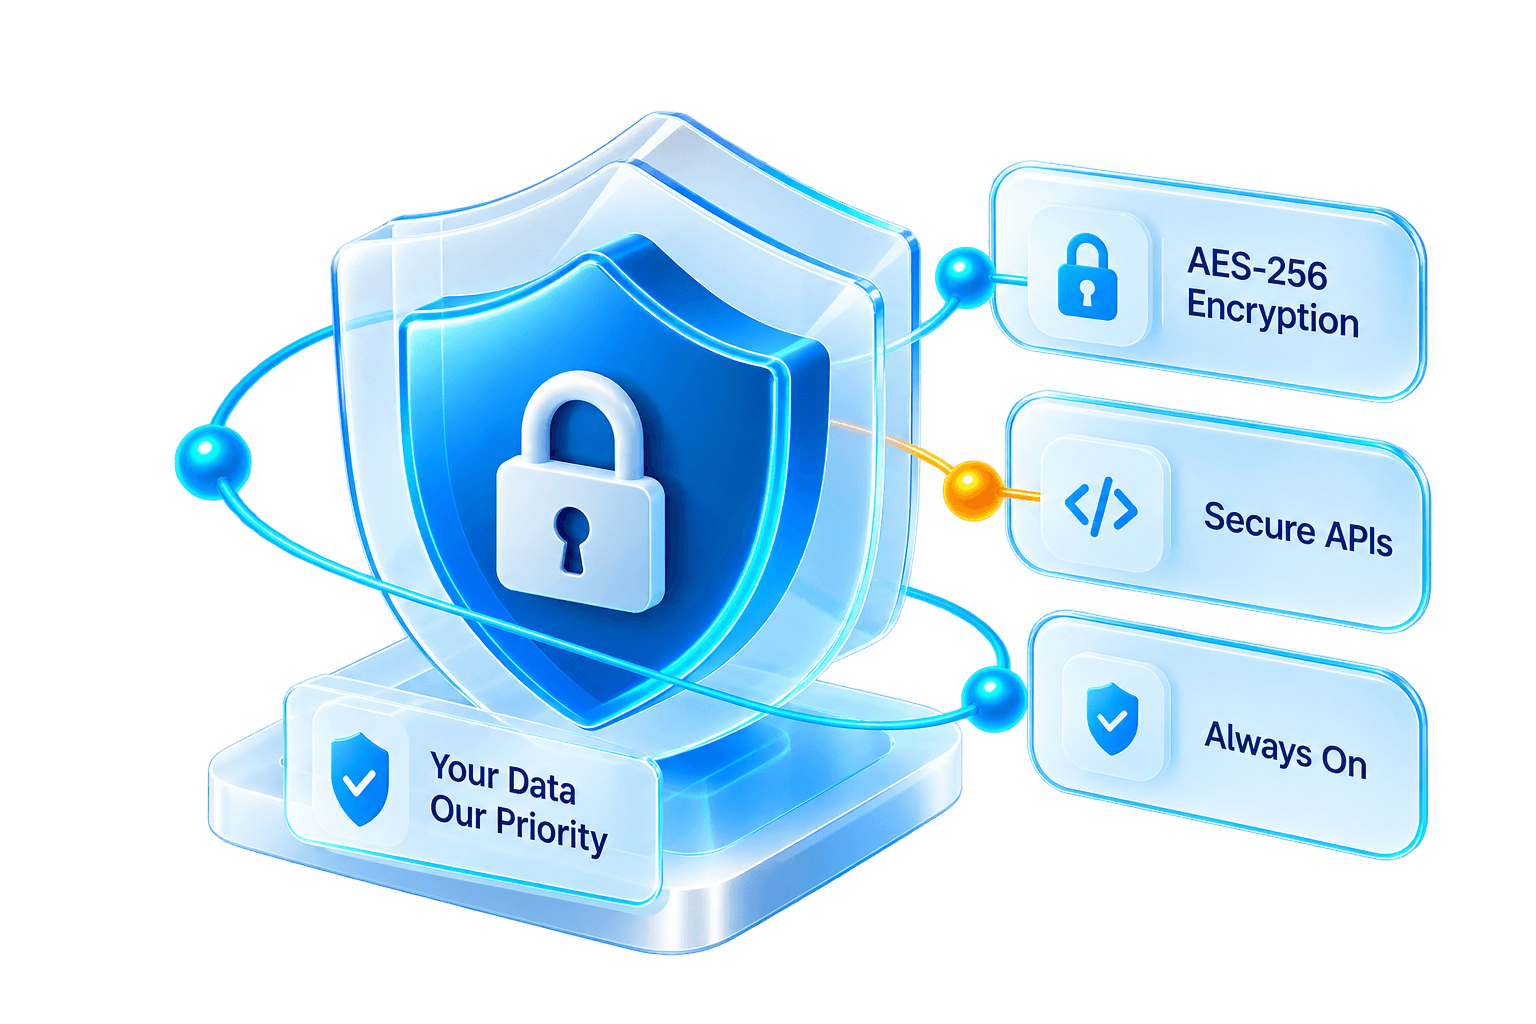 AES-256
Encryption
Secure APIs
Always On
Your Data
Our Priority